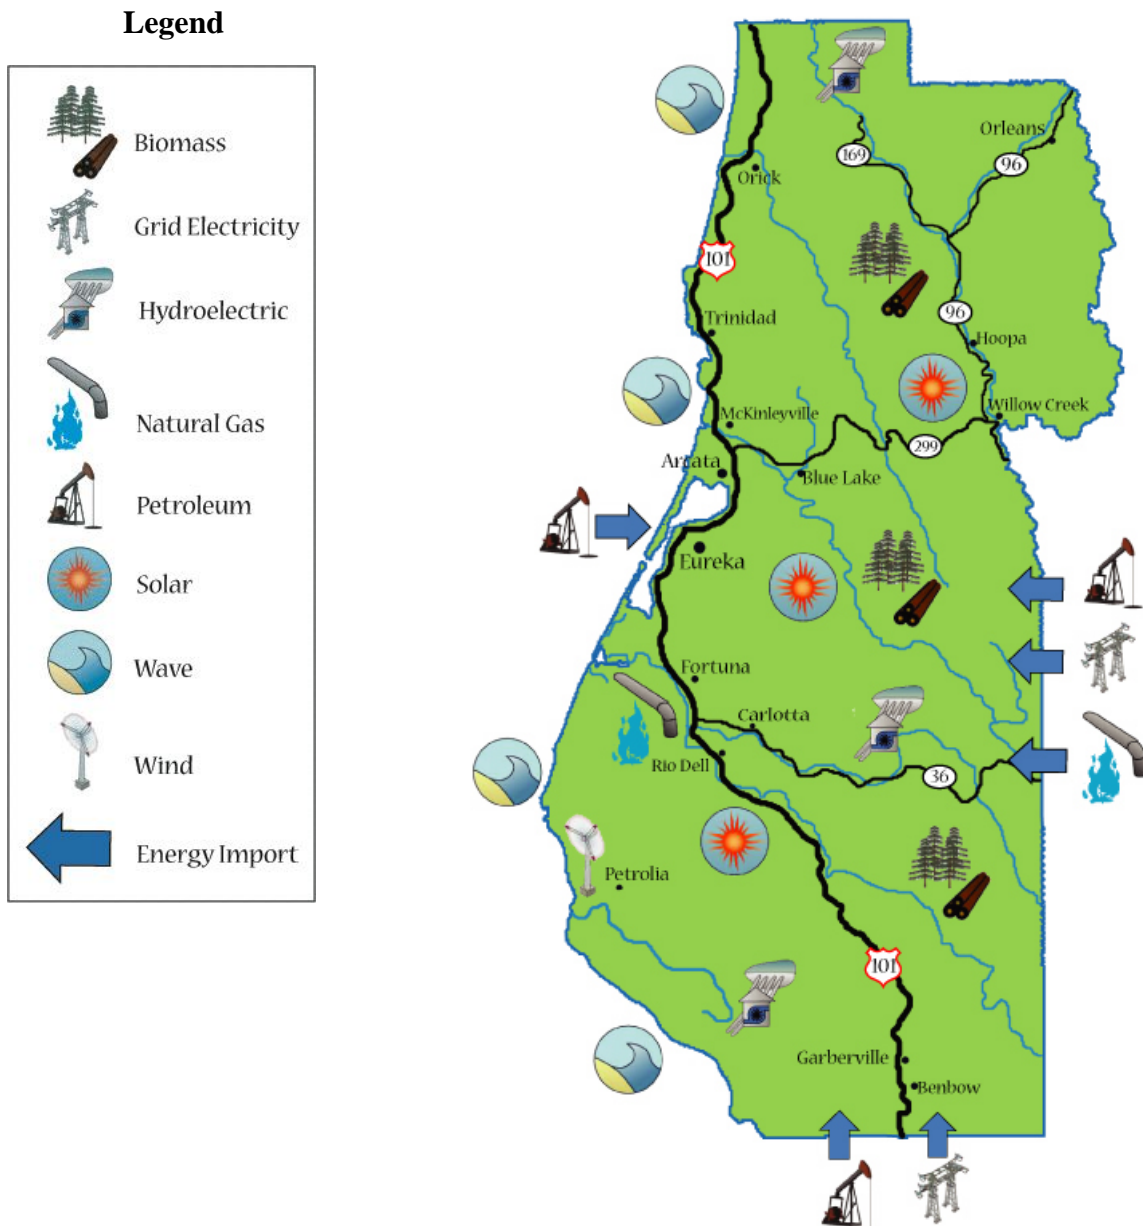 Legend
Biomass
Grid Electricity
Hydroelectric
Natural Gas
Petroleum
Solar
Wave
Wind
Energy Import
Orleans
169
96
Orick
101
96
Trinidad
Hoopa
McKinleyville
Willow Creek
299
Arcata
Blue Lake
Eureka
Fortuna
Carlotta
Rio Dell
36
Petrolia
101
Garberville
Benbow